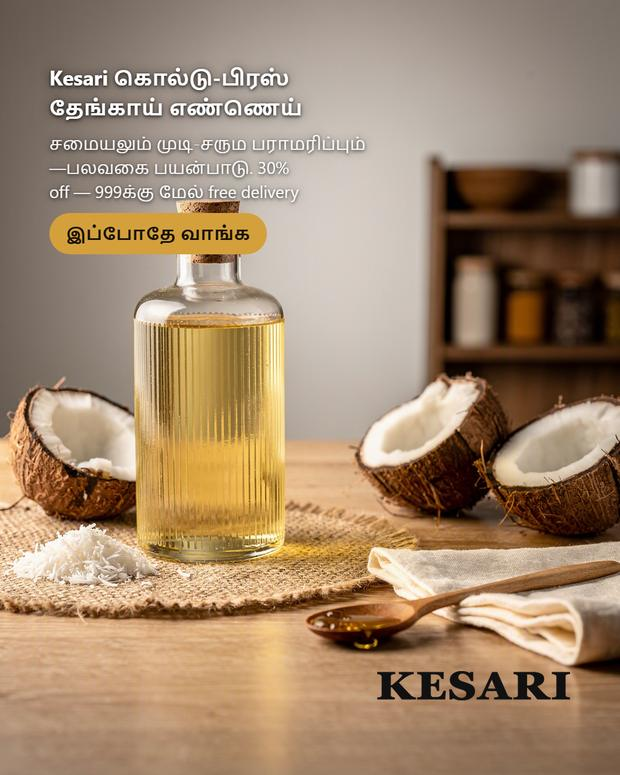 Kesari கொல்டு-பிரஸ்
தேங்காய் எண்ணெய்
சமையலும் முடி-சரும பராமரிப்பும்
—பலவகை பயன்பாடு. 30%
off — 999க்கு மேல் free delivery
இப்போதே வாங்க
KESARI